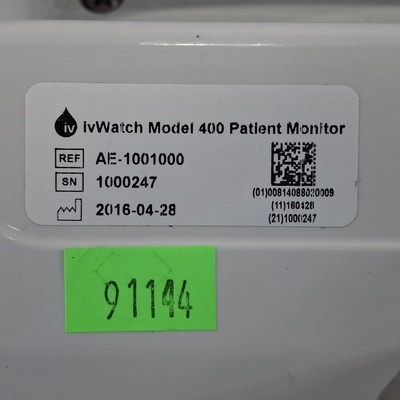 iv ivWatch Model 400 Patient Monitor
REF AE-1001000
SN 1000247
2016-04-28
(01)00814088020009
(11)160428
(21)1000247
91144